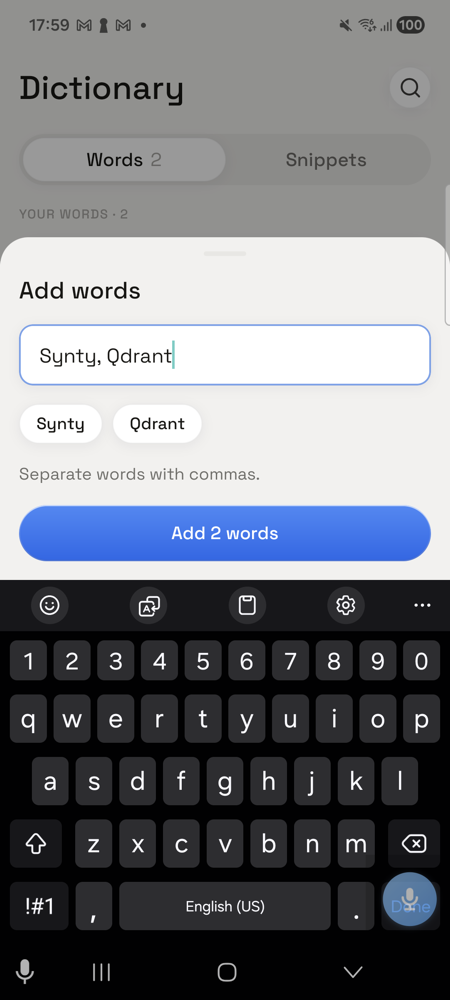 17:59
100
Dictionary
Words 2
Snippets
YOUR WORDS · 2
Add words
Synty, Qdrant
Synty
Qdrant
Separate words with commas.
Add 2 words
1 2 3 4 5 6 7 8 9 0
q w e r t y u i o p
a s d f g h j k l
z x c v b n m
!#1 , English (US) . Done